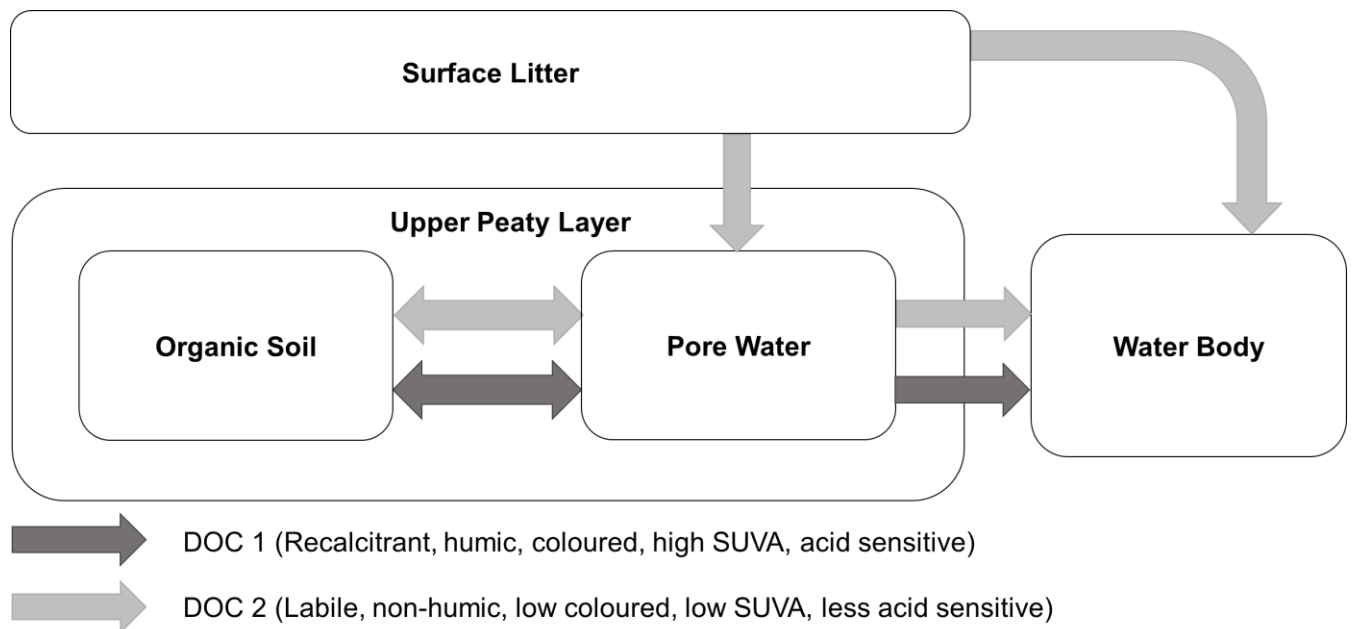 Surface Litter
Upper Peaty Layer
Organic Soil
Pore Water
Water Body
DOC 1 (Recalcitrant, humic, coloured, high SUVA, acid sensitive)
DOC 2 (Labile, non-humic, low coloured, low SUVA, less acid sensitive)